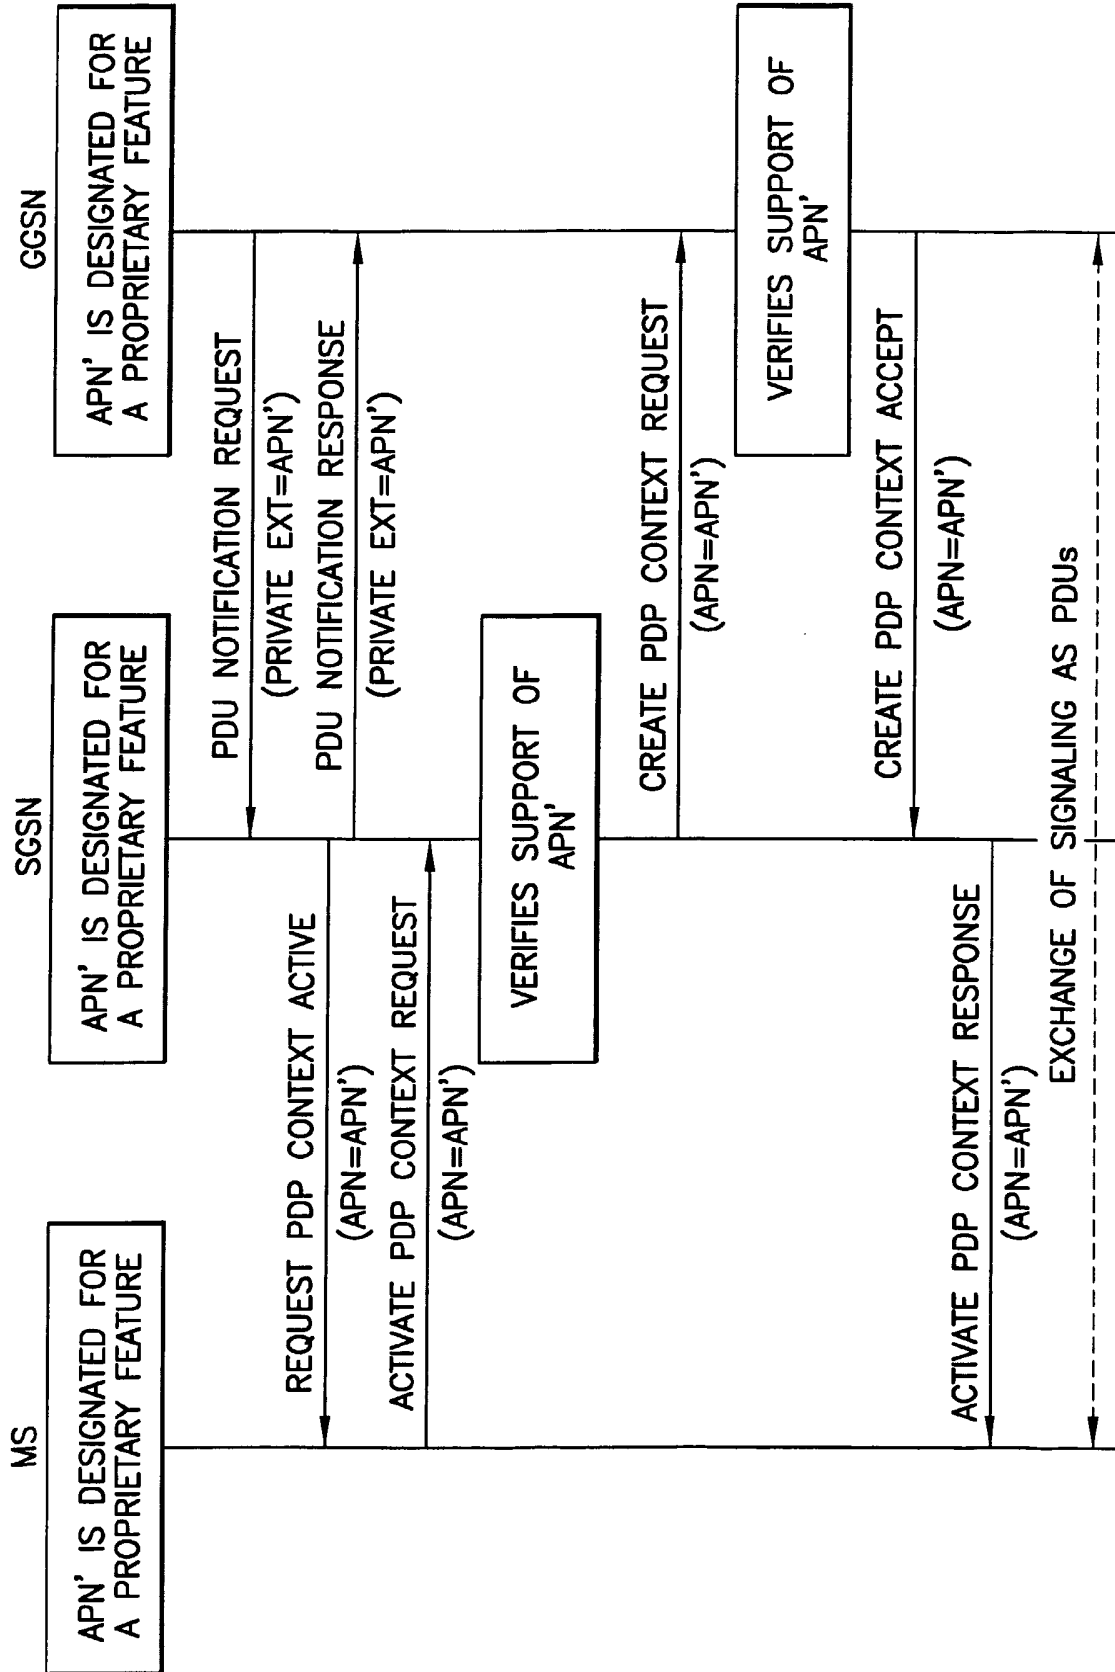 MS
SGSN
GGSN
APN' IS DESIGNATED FOR
A PROPRIETARY FEATURE
APN' IS DESIGNATED FOR
A PROPRIETARY FEATURE
APN' IS DESIGNATED FOR
A PROPRIETARY FEATURE
PDU NOTIFICATION REQUEST
(PRIVATE EXT=APN')
REQUEST PDP CONTEXT ACTIVE
(APN=APN')
PDU NOTIFICATION RESPONSE
(PRIVATE EXT=APN')
ACTIVATE PDP CONTEXT REQUEST
(APN=APN')
VERIFIES SUPPORT OF
APN'
CREATE PDP CONTEXT REQUEST
(APN=APN')
VERIFIES SUPPORT OF
APN'
CREATE PDP CONTEXT ACCEPT
(APN=APN')
ACTIVATE PDP CONTEXT RESPONSE
(APN=APN')
EXCHANGE OF SIGNALING AS PDUs